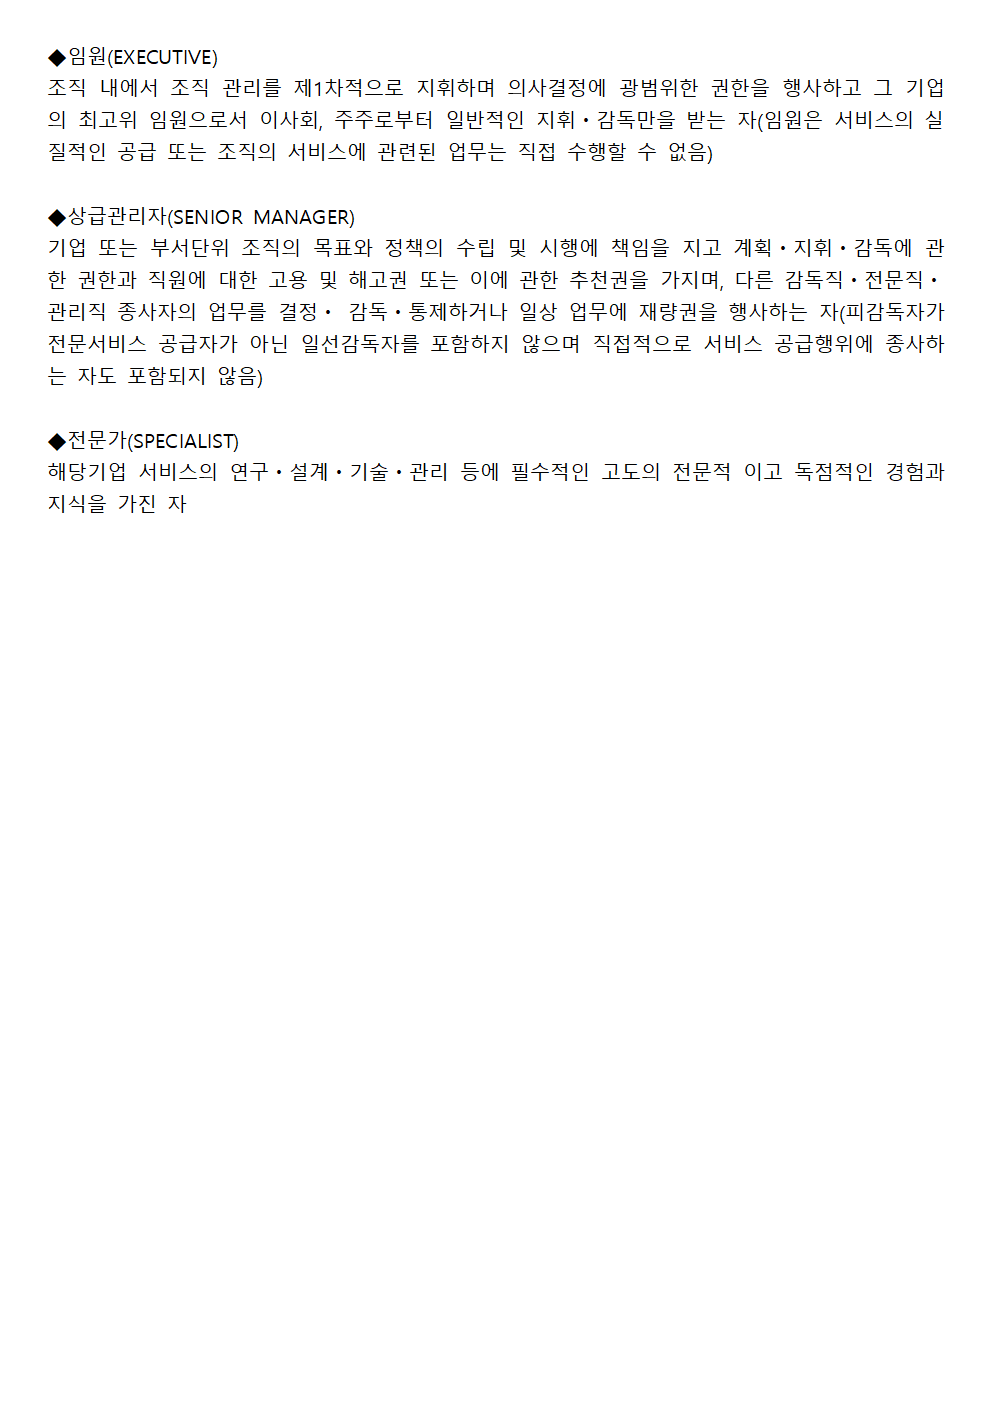 ◆임원(EXECUTIVE)
조직 내에서 조직 관리를 제1차적으로 지휘하며 의사결정에 광범위한 권한을 행사하고 그 기업
의 최고위 임원으로서 이사회, 주주로부터 일반적인 지휘・감독만을 받는 자(임원은 서비스의 실
질적인 공급 또는 조직의 서비스에 관련된 업무는 직접 수행할 수 없음)
◆상급관리자(SENIOR MANAGER)
기업 또는 부서단위 조직의 목표와 정책의 수립 및 시행에 책임을 지고 계획・지휘・감독에 관
한 권한과 직원에 대한 고용 및 해고권 또는 이에 관한 추천권을 가지며, 다른 감독직・전문직・
관리직 종사자의 업무를 결정・ 감독・통제하거나 일상 업무에 재량권을 행사하는 자(피감독자가
전문서비스 공급자가 아닌 일선감독자를 포함하지 않으며 직접적으로 서비스 공급행위에 종사하
는 자도 포함되지 않음)
◆전문가(SPECIALIST)
해당기업 서비스의 연구・설계・기술・관리 등에 필수적인 고도의 전문적 이고 독점적인 경험과
지식을 가진 자